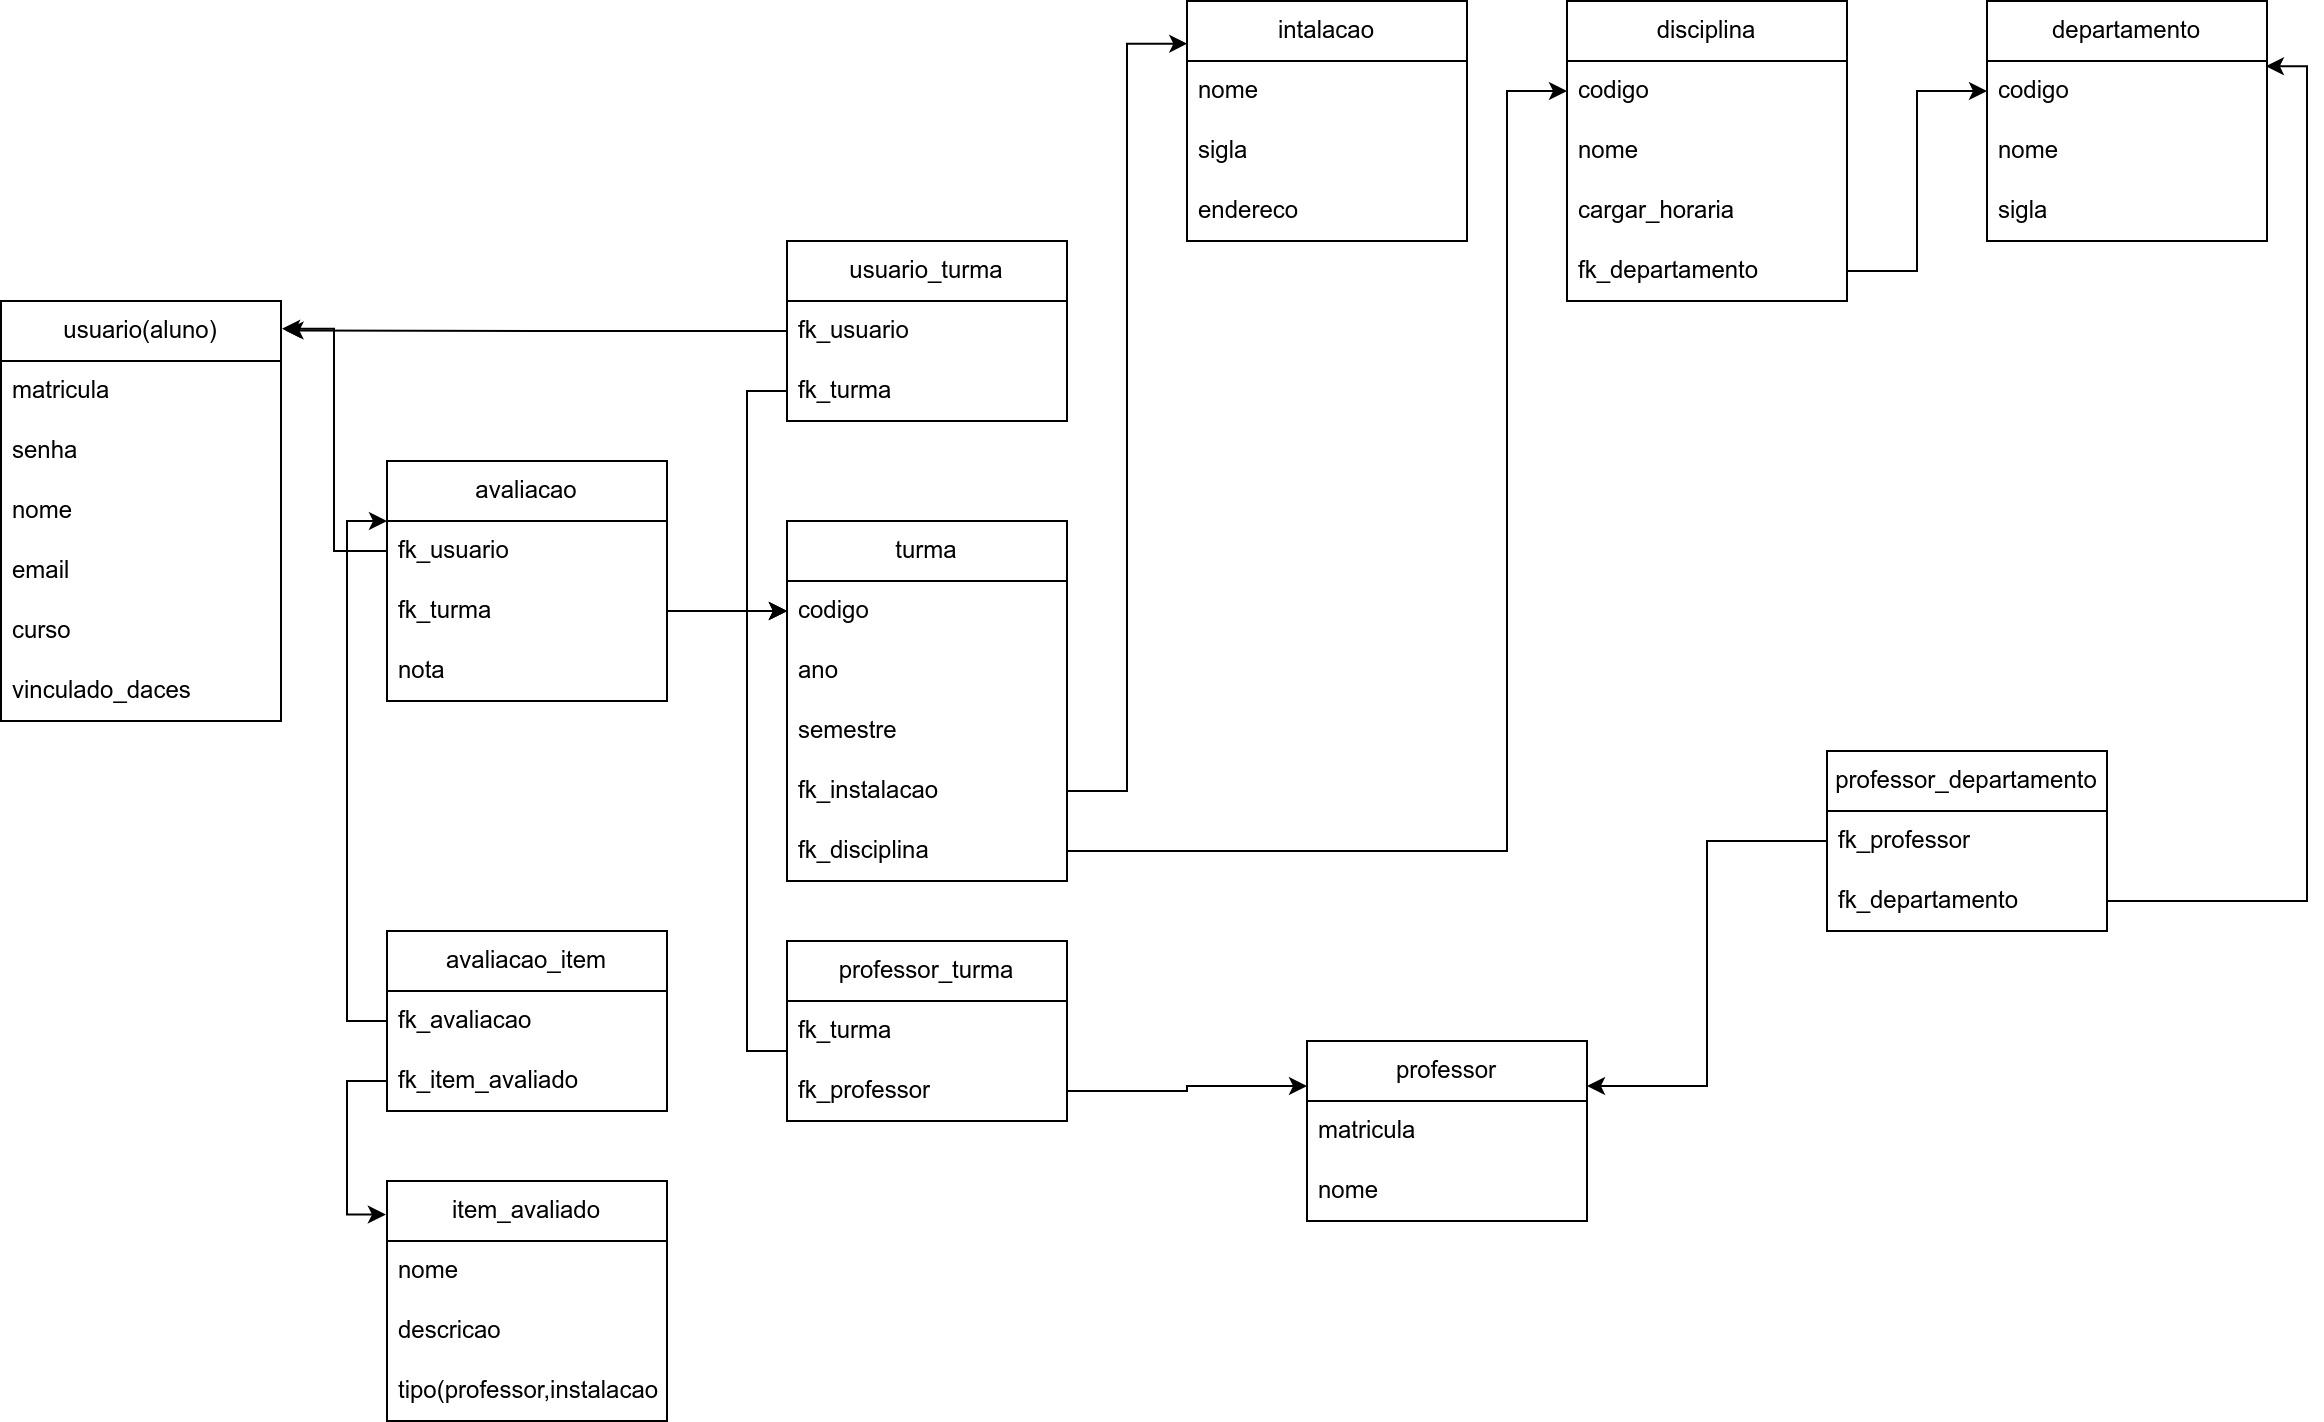 intalacao
nome
sigla
endereco
disciplina
codigo
nome
cargar_horaria
fk_departamento
departamento
codigo
nome
sigla
usuario_turma
fk_usuario
fk_turma
usuario(aluno)
matricula
senha
nome
email
curso
vinculado_daces
avaliacao
fk_usuario
fk_turma
nota
turma
codigo
ano
semestre
fk_instalacao
fk_disciplina
professor_departamento
fk_professor
fk_departamento
avaliacao_item
fk_avaliacao
fk_item_avaliado
professor_turma
fk_turma
fk_professor
professor
matricula
nome
item_avaliado
nome
descricao
tipo(professor,instalacao